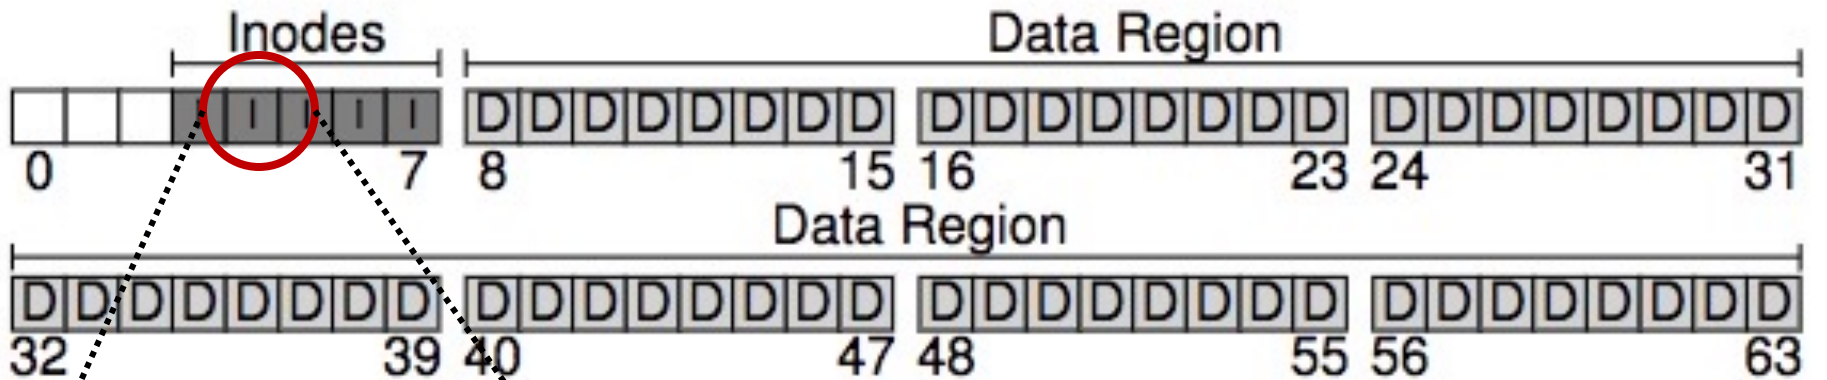 Inodes Data Region
I I I I I D D D D D D D D D D D D D D D D D D D D D D D D
0 7 8 15 16 23 24 31
Data Region
D D D D D D D D D D D D D D D D D D D D D D D D D D D D D D D D
32 39 40 47 48 55 56 63